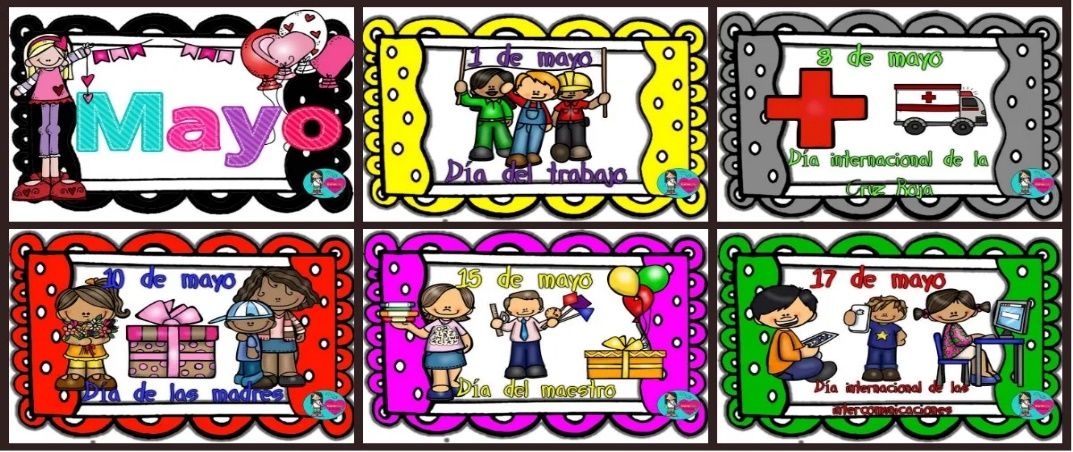 Mayo
1 de mayo
Día del trabajo
8 de mayo
Día internacional de la
Cruz Roja
10 de mayo
Día de las madres
15 de mayo
Día del maestro
17 de mayo
Día internacional de las
intercomunicaciones